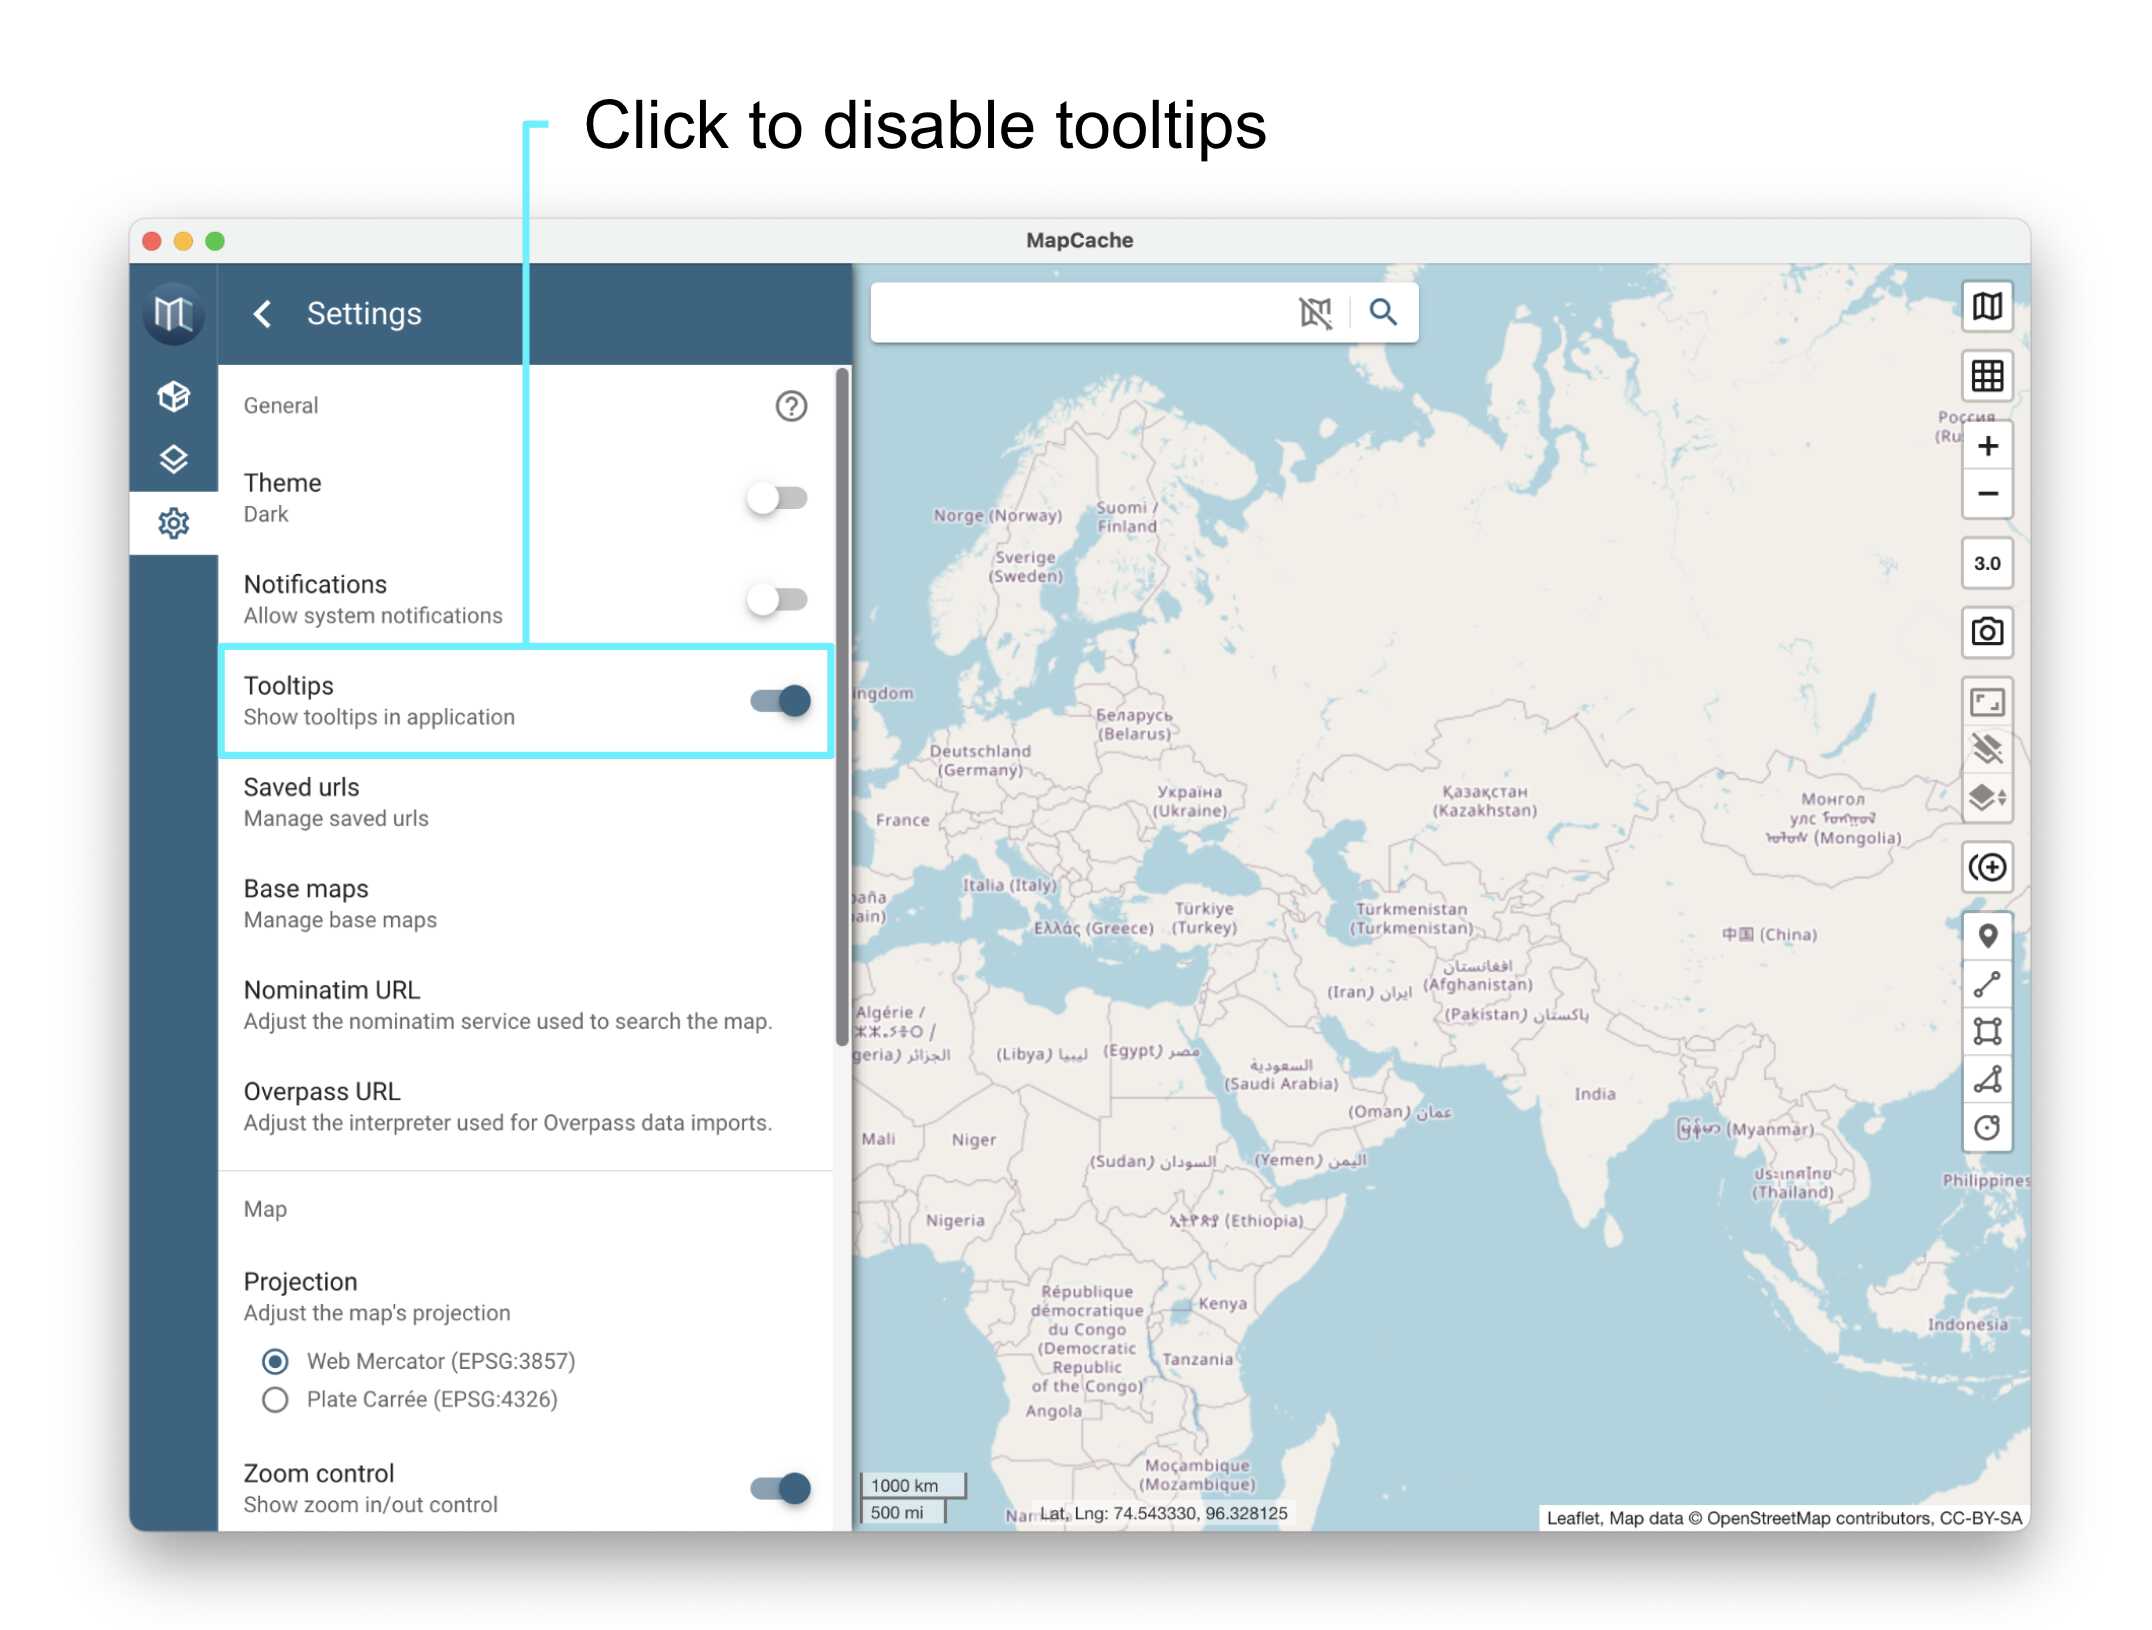 Click to disable tooltips
MapCache
Settings
General
Theme
Dark
Notifications
Allow system notifications
Tooltips
Show tooltips in application
Saved urls
Manage saved urls
Base maps
Manage base maps
Nominatim URL
Adjust the nominatim service used to search the map.
Overpass URL
Adjust the interpreter used for Overpass data imports.
Map
Projection
Adjust the map's projection
Web Mercator (EPSG:3857)
Plate Carrée (EPSG:4326)
Zoom control
Show zoom in/out control
Россия
(Ru
3.0
Norge (Norway)
Suomi /
Finland
Sverige
(Sweden)
ingdom
Беларусь
(Belarus)
Deutschland
(Germany)
Україна
(Ukraine)
France
Қазақстан
(Kazakhstan)
Монгол
улс
(Mongolia)
Italia (Italy)
aña
ain)
Ελλάς (Greece)
Türkiye
(Turkey)
Türkmenistan
(Turkmenistan)
中国 (China)
افغانستان
(Afghanistan)
ایران (Iran)
پاکستان (Pakistan)
Algérie /
geria) الجزائر
ليبيا (Libya)
مصر (Egypt)
السعودية
(Saudi Arabia)
India
عمان (Oman)
Mali
Niger
السودان (Sudan)
اليمن (Yemen)
မြန်မာ (Myanmar)
ประเทศไทย
(Thailand)
Philippines
Nigeria
ኢትዮጵያ (Ethiopia)
République
démocratique
du Congo
(Democratic
Republic
of the Congo)
Kenya
Tanzania
Indonesia
Angola
Moçambique
(Mozambique)
1000 km
500 mi
Lat, Lng: 74.543330, 96.328125
Leaflet, Map data © OpenStreetMap contributors, CC-BY-SA